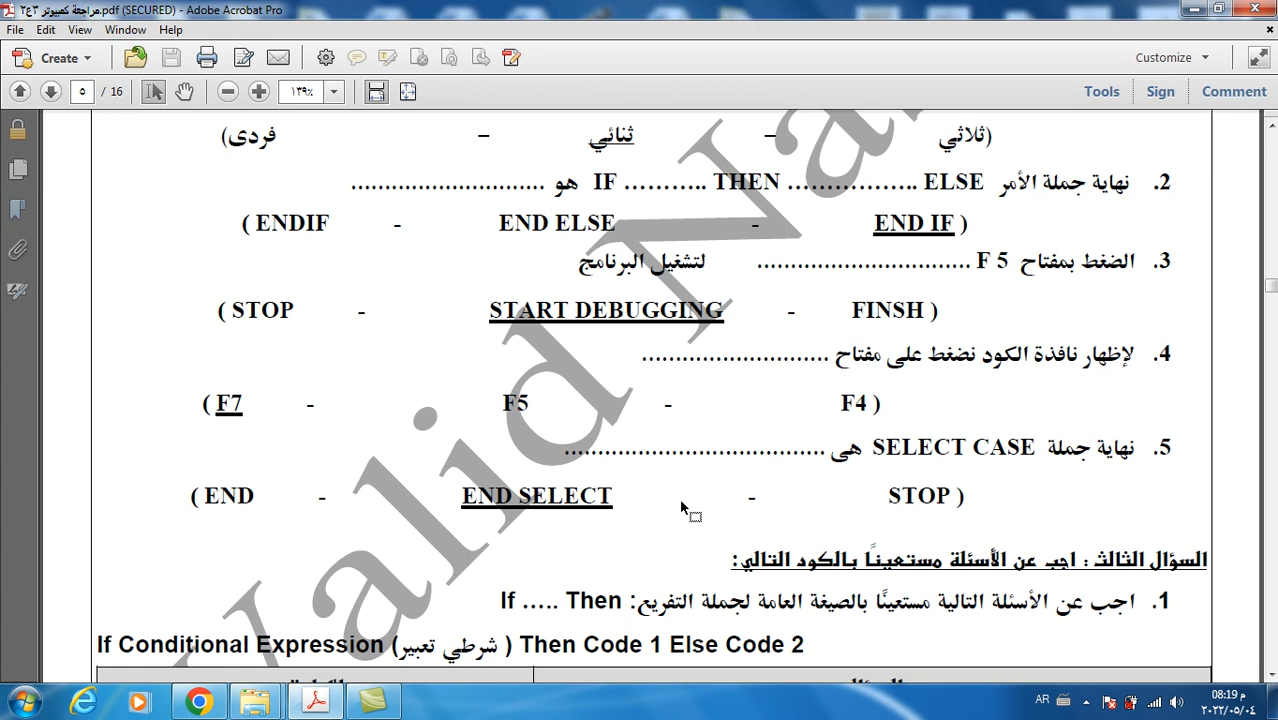 مراجعة كمبيوتر ٣ع٢.pdf (SECURED) - Adobe Acrobat Pro
File Edit View Window Help
Create Customize
٥ / 16 ١٣٩٪ Tools Sign Comment
(ثلاثي – ثنائي – فردى)
2. نهاية جملة الأمر IF ……….. THEN …………….. ELSE هو .............................
( ENDIF - END ELSE - END IF )
3. الضغط بمفتاح F 5 ................................ لتشغيل البرنامج
( STOP - START DEBUGGING - FINSH )
4. لإظهار نافذة الكود نضغط على مفتاح ............................
( F7 - F5 - F4 )
5. نهاية جملة SELECT CASE هى .......................................
( END - END SELECT - STOP )
السؤال الثالث : اجب عن الأسئلة مستعيناً بالكود التالي:
1. اجب عن الأسئلة التالية مستعينًا بالصيغة العامة لجملة التفريع: If ….. Then
If Conditional Expression (شرطي تعبير ) Then Code 1 Else Code 2
Walid Na
AR 08:19 م
٢٠٢٢/٠٥/٠٤